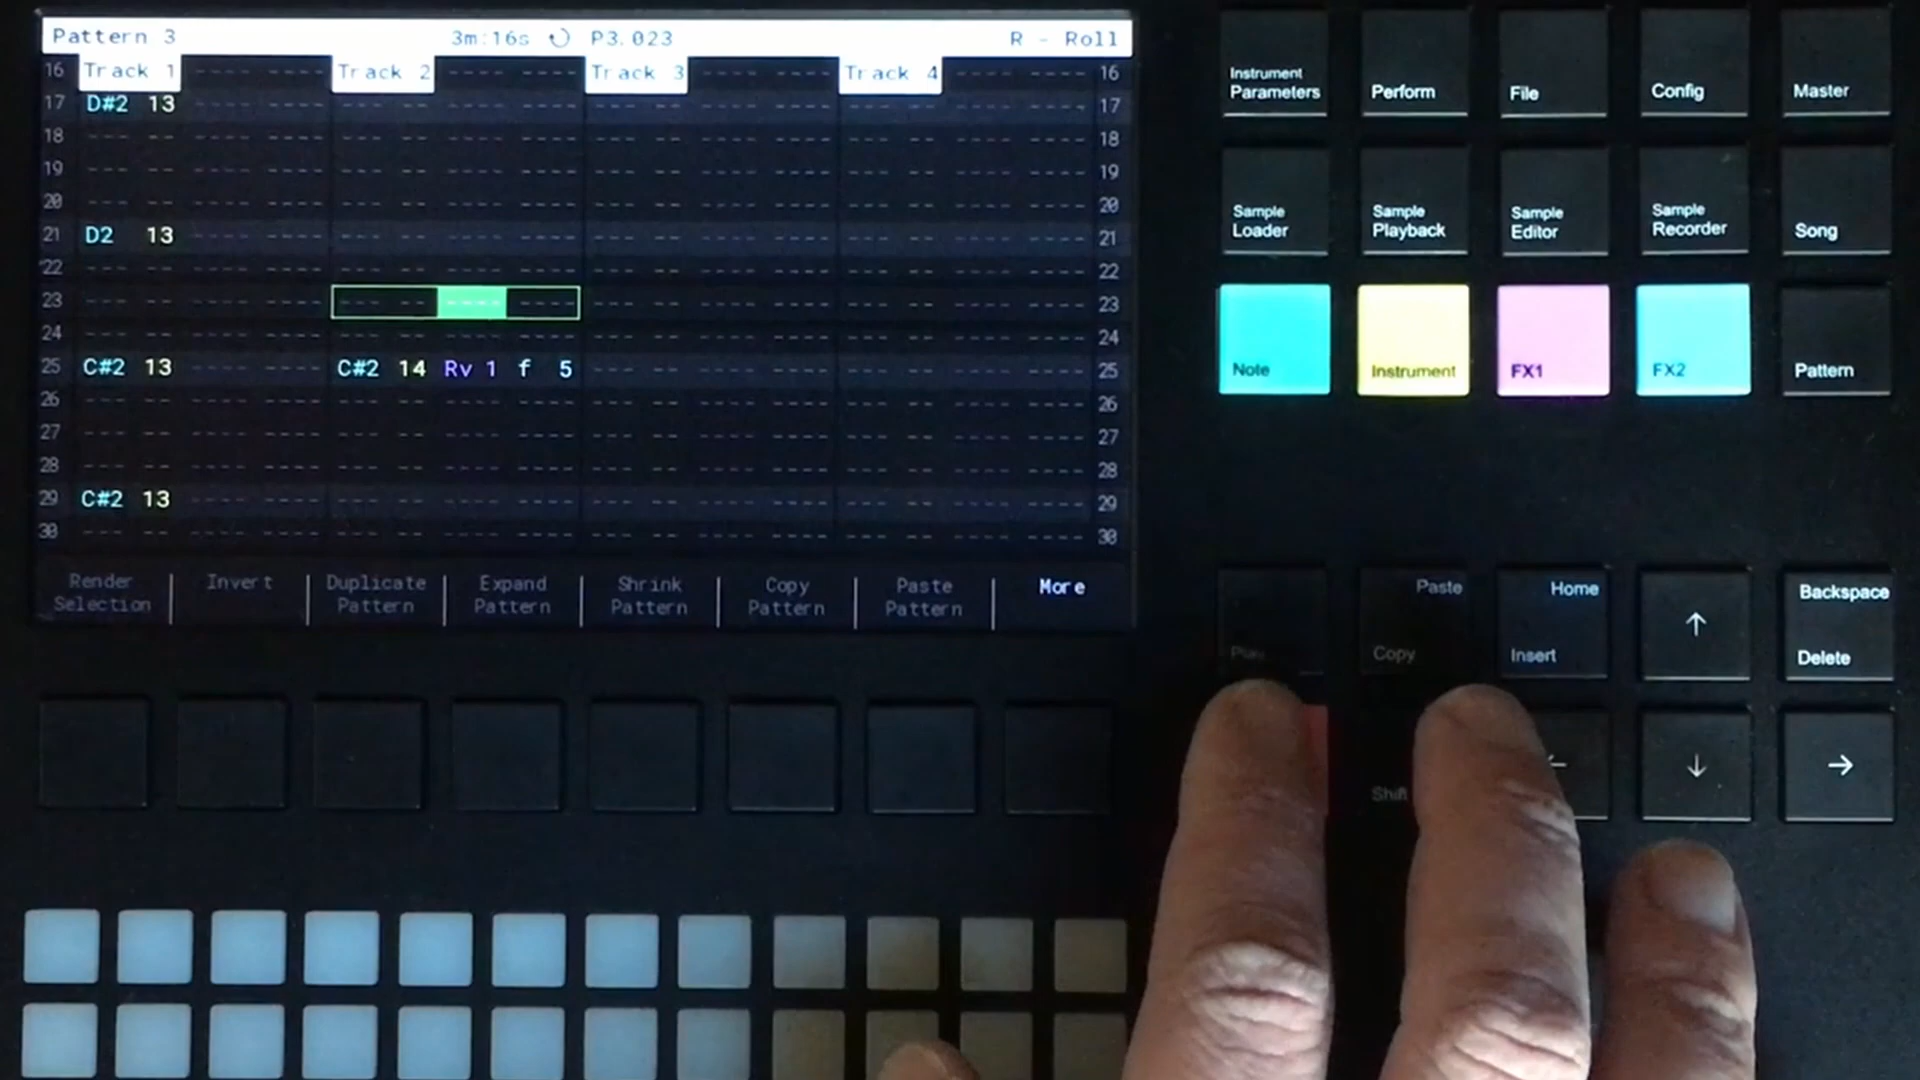 Pattern 3 3m:16s P3.023 R - Roll
16 Track 1 ---- ---- Track 2 ---- ---- Track 3 ---- ---- Track 4 ---- ---- 16
17 D#2 13 17
18 --- -- 18
19 --- -- 19
20 --- -- 20
21 D2 13 21
22 --- -- 22
23 --- -- 23
24 --- -- 24
25 C#2 13 C#2 14 Rv 1 f 5 25
26 --- -- 26
27 --- -- 27
28 --- -- 28
29 C#2 13 29
30 --- -- 30
Render Selection
Invert
Duplicate Pattern
Expand Pattern
Shrink Pattern
Copy Pattern
Paste Pattern
More
Instrument Parameters
Perform
File
Config
Master
Sample Loader
Sample Playback
Sample Editor
Sample Recorder
Song
Note
Instrument
FX1
FX2
Pattern
Play
Paste
Copy
Home
Insert
↑
Backspace
Delete
Shift
←
↓
→